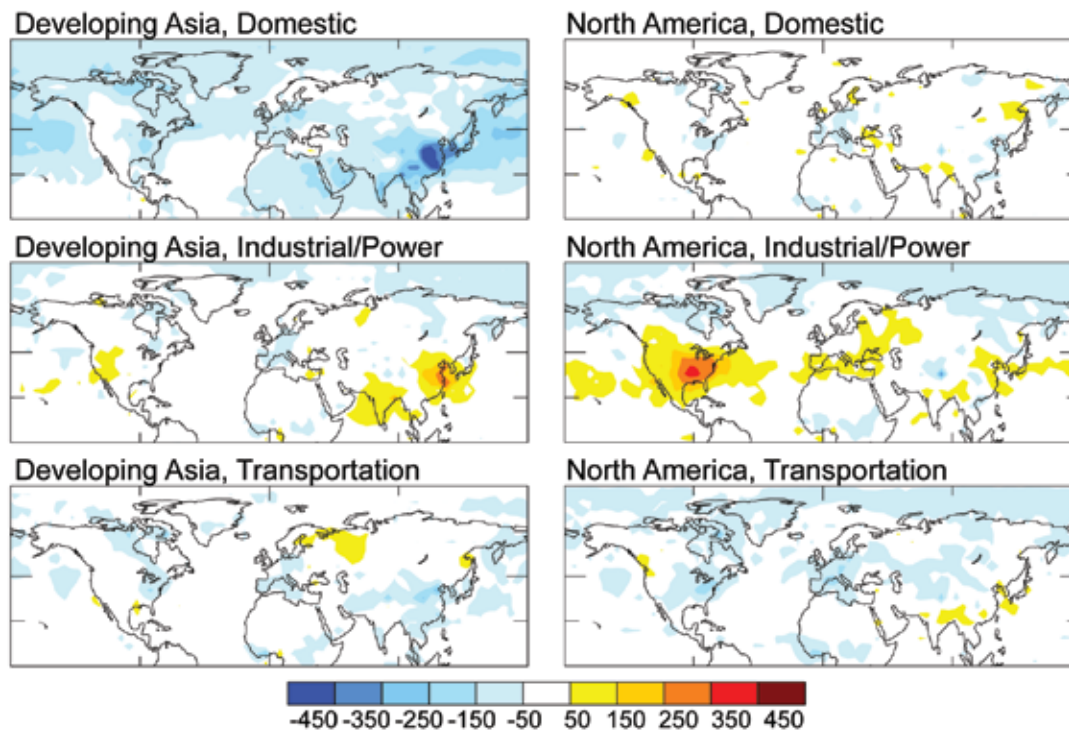 Developing Asia, Domestic
North America, Domestic
Developing Asia, Industrial/Power
North America, Industrial/Power
Developing Asia, Transportation
North America, Transportation
-450 -350 -250 -150 -50 50 150 250 350 450